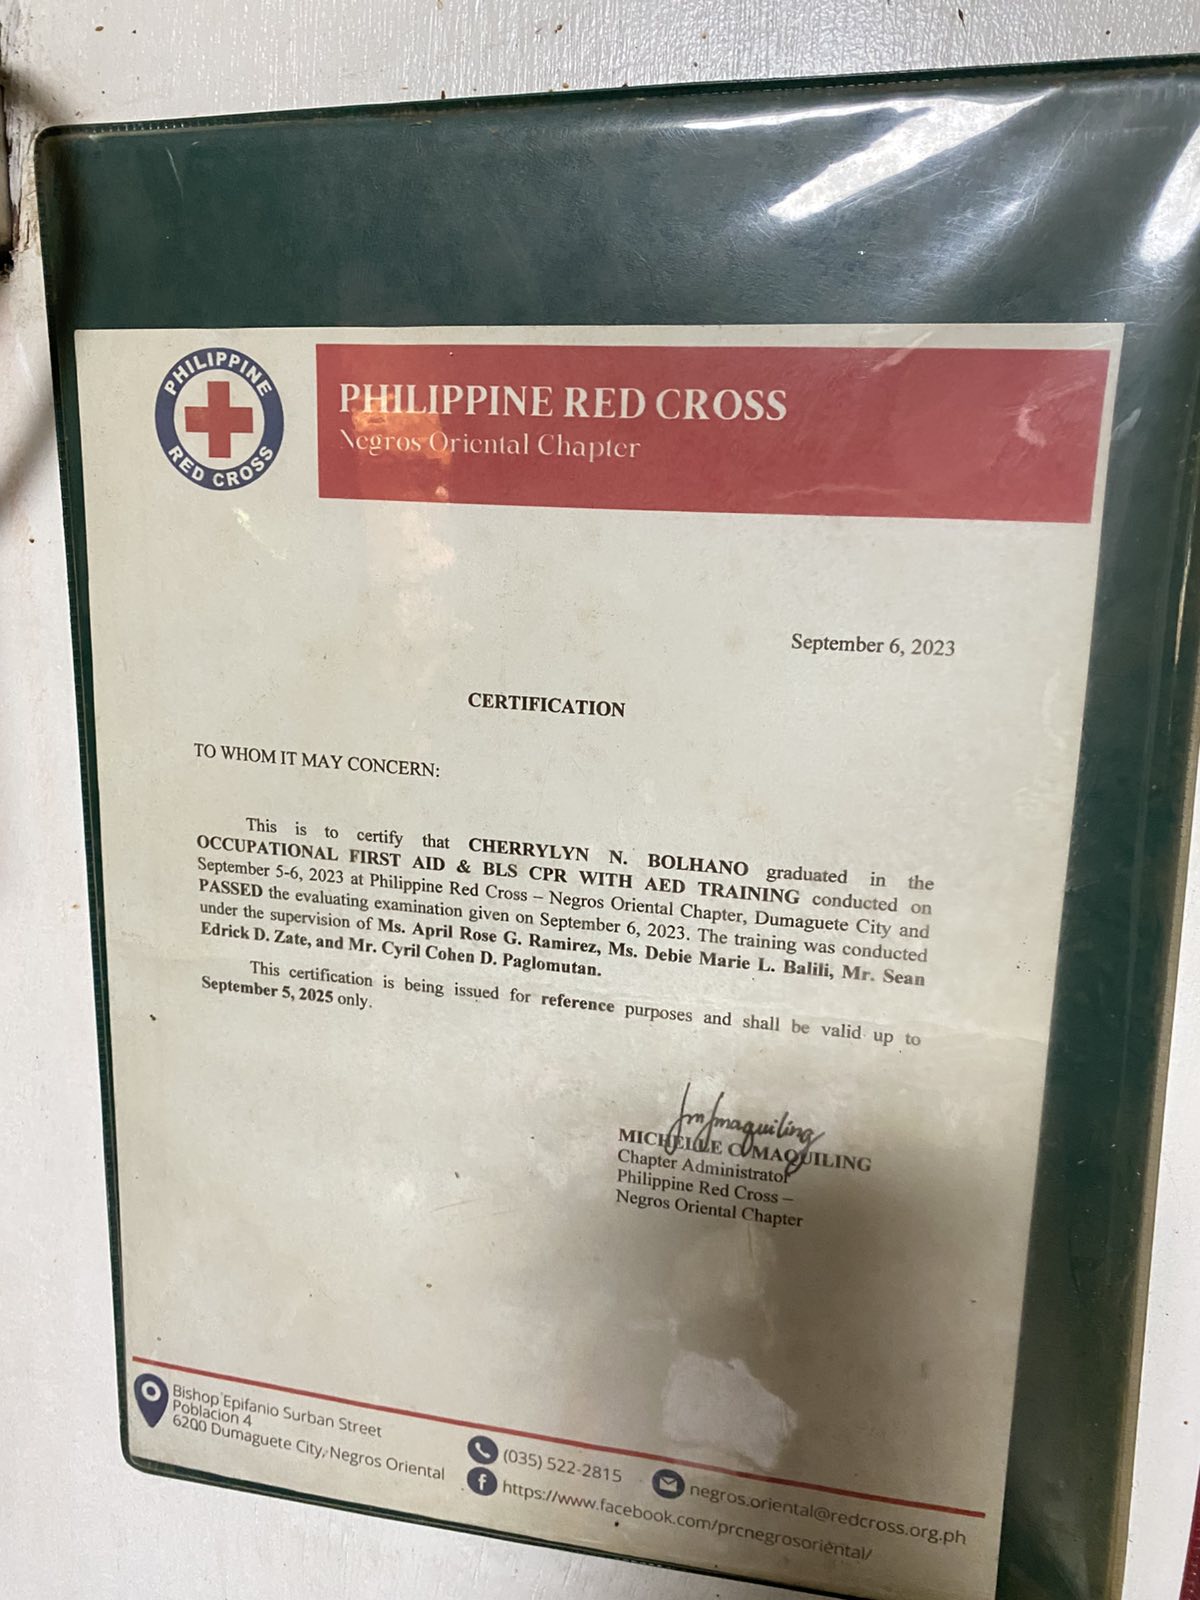 PHILIPPINE
RED CROSS
PHILIPPINE RED CROSS
Negros Oriental Chapter
September 6, 2023
CERTIFICATION
TO WHOM IT MAY CONCERN:
This is to certify that CHERRYLYN N. BOLHANO graduated in the
OCCUPATIONAL FIRST AID & BLS CPR WITH AED TRAINING conducted on
September 5-6, 2023 at Philippine Red Cross – Negros Oriental Chapter, Dumaguete City and
PASSED the evaluating examination given on September 6, 2023. The training was conducted
under the supervision of Ms. April Rose G. Ramirez, Ms. Debie Marie L. Balili, Mr. Sean
Edrick D. Zate, and Mr. Cyril Cohen D. Paglomutan.
This certification is being issued for reference purposes and shall be valid up to
September 5, 2025 only.
MICHELLE C. MAQUILING
Chapter Administrator
Philippine Red Cross –
Negros Oriental Chapter
Bishop Epifanio Surban Street
Poblacion 4
6200 Dumaguete City, Negros Oriental
(035) 522-2815
negros.oriental@redcross.org.ph
https://www.facebook.com/prcnegrosoriental/